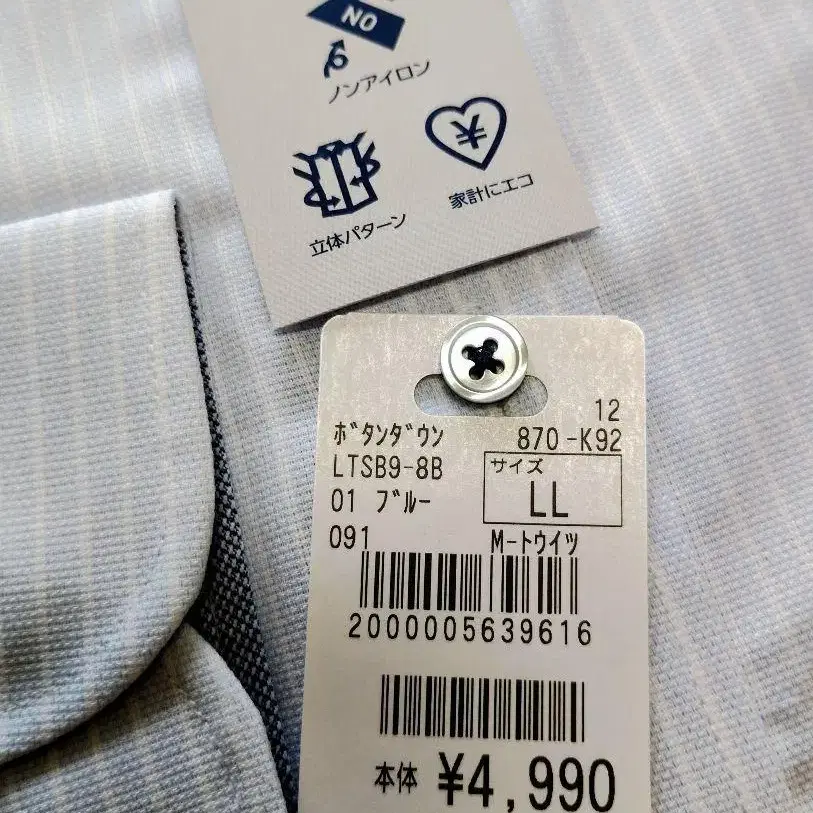 NO
ノンアイロン
¥
立体パターン
家計にエコ
12
ボタンダウン 870-K92
LTSB9-8B
サイズ
01 ブルー LL
091 M-トウイツ
2000005639616
本体 ¥4,990